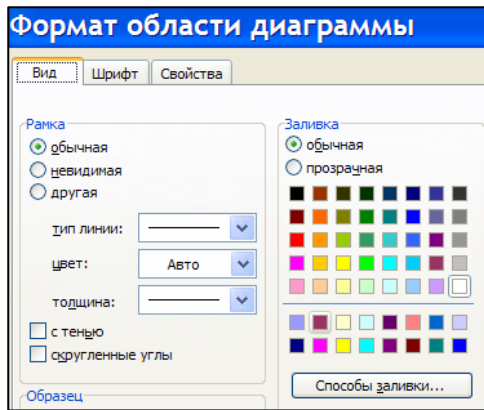 Формат области диаграммы
Вид Шрифт Свойства
Рамка
обычная
невидимая
другая
тип линии:
цвет: Авто
толщина:
с тенью
скругленные углы
Образец
Заливка
обычная
прозрачная
Способы заливки...